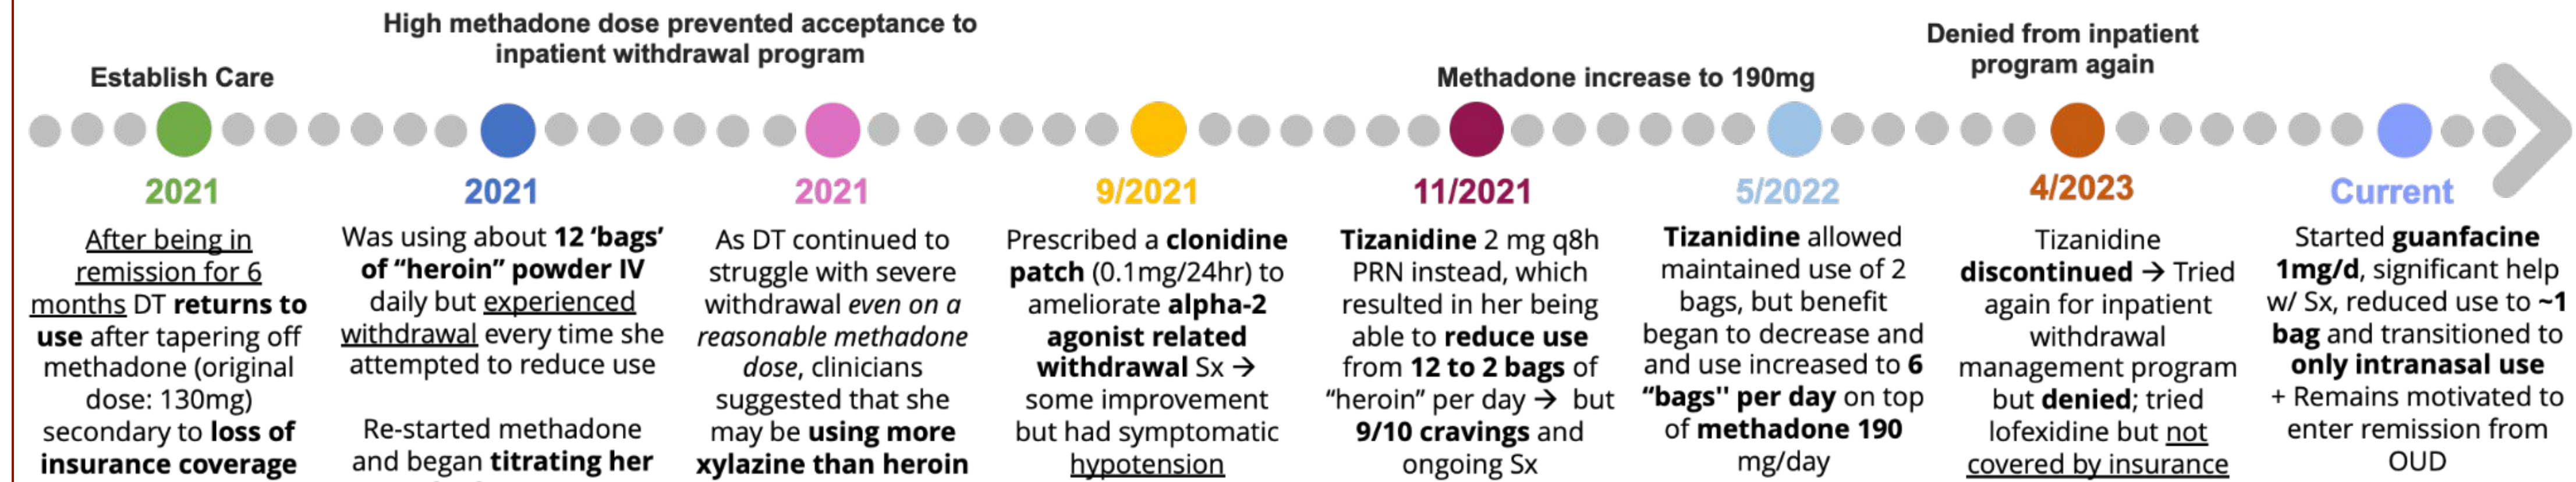 High methadone dose prevented acceptance to
inpatient withdrawal program
Denied from inpatient
program again
Establish Care
Methadone increase to 190mg
2021
After being in
remission for 6
months DT returns to
use after tapering off
methadone (original
dose: 130mg)
secondary to loss of
insurance coverage
2021
Was using about 12 ‘bags’
of “heroin” powder IV
daily but experienced
withdrawal every time she
attempted to reduce use
Re-started methadone
and began titrating her
2021
As DT continued to
struggle with severe
withdrawal even on a
reasonable methadone
dose, clinicians
suggested that she
may be using more
xylazine than heroin
9/2021
Prescribed a clonidine
patch (0.1mg/24hr) to
ameliorate alpha-2
agonist related
withdrawal Sx →
some improvement
but had symptomatic
hypotension
11/2021
Tizanidine 2 mg q8h
PRN instead, which
resulted in her being
able to reduce use
from 12 to 2 bags of
“heroin” per day → but
9/10 cravings and
ongoing Sx
5/2022
Tizanidine allowed
maintained use of 2
bags, but benefit
began to decrease and
and use increased to 6
“bags" per day on top
of methadone 190
mg/day
4/2023
Tizanidine
discontinued → Tried
again for inpatient
withdrawal
management program
but denied; tried
lofexidine but not
covered by insurance
Current
Started guanfacine
1mg/d, significant help
w/ Sx, reduced use to ~1
bag and transitioned to
only intranasal use
+ Remains motivated to
enter remission from
OUD